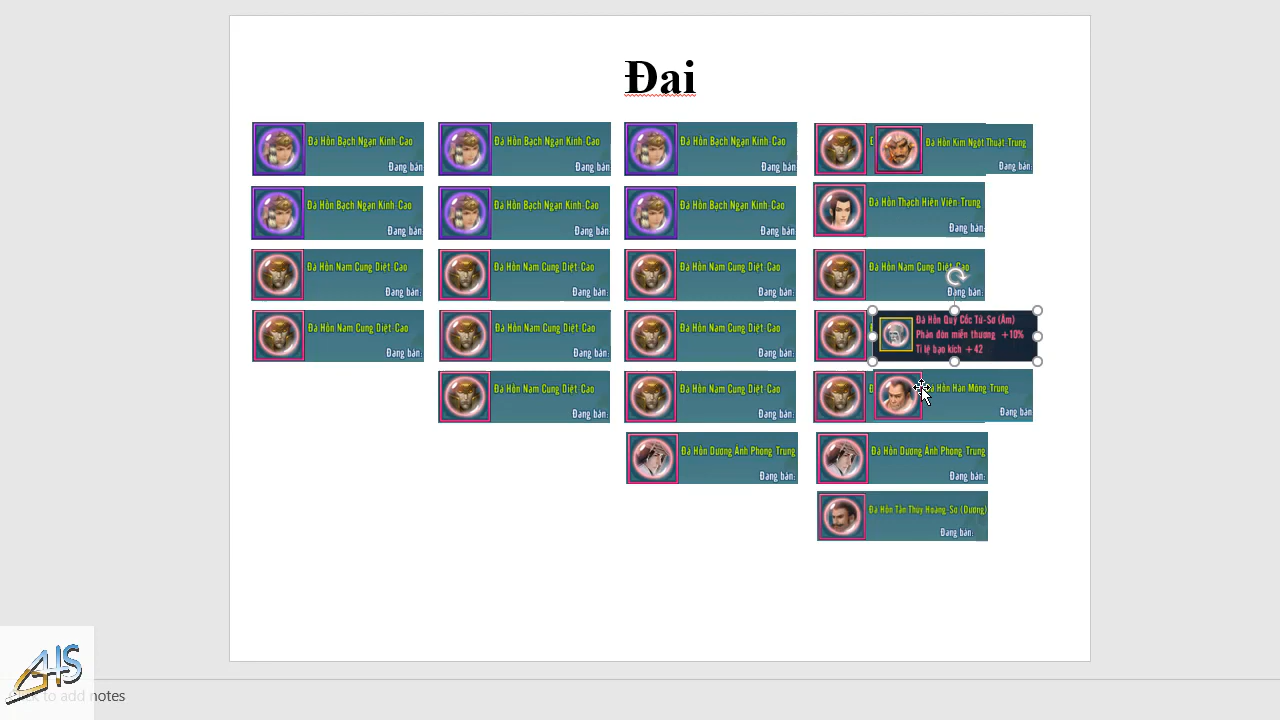 Đai
Đá Hồn Bạch Ngạn Kinh-Cao
Đang bán
Đá Hồn Bạch Ngạn Kinh-Cao
Đang bán:
Đá Hồn Nam Cung Diệt-Cao
Đang bán:
Đá Hồn Nam Cung Diệt-Cao
Đang bán:
Đá Hồn Bạch Ngạn Kinh-Cao
Đang bán:
Đá Hồn Bạch Ngạn Kinh-Cao
Đang bán:
Đá Hồn Nam Cung Diệt-Cao
Đang bán:
Đá Hồn Nam Cung Diệt-Cao
Đang bán:
Đá Hồn Nam Cung Diệt-Cao
Đang bán:
Đá Hồn Bạch Ngạn Kinh-Cao
Đang bán:
Đá Hồn Bạch Ngạn Kinh-Cao
Đang bán:
Đá Hồn Nam Cung Diệt-Cao
Đang bán:
Đá Hồn Nam Cung Diệt-Cao
Đang bán:
Đá Hồn Nam Cung Diệt-Cao
Đang bán:
Đá Hồn Dương Ảnh Phong-Trung
Đang bán:
Đá Hồn Kim Ngột Thuật-Trung
Đang bán:
Đá Hồn Thạch Hiên Viên-Trung
Đang bán:
Đá Hồn Nam Cung Diệt-Cao
Đang bán:
Đá Hồn Quỷ Cốc Tử-Sơ (Âm)
Phản đòn miễn thương +10%
Tỉ lệ bạo kích +42
Hồn Hàn Mông-Trung
Đang bán
Đá Hồn Dương Ảnh Phong-Trung
Đang bán:
Đá Hồn Tần Thủy Hoàng-Sơ (Dương)
Đang bán:
AHS
to add notes